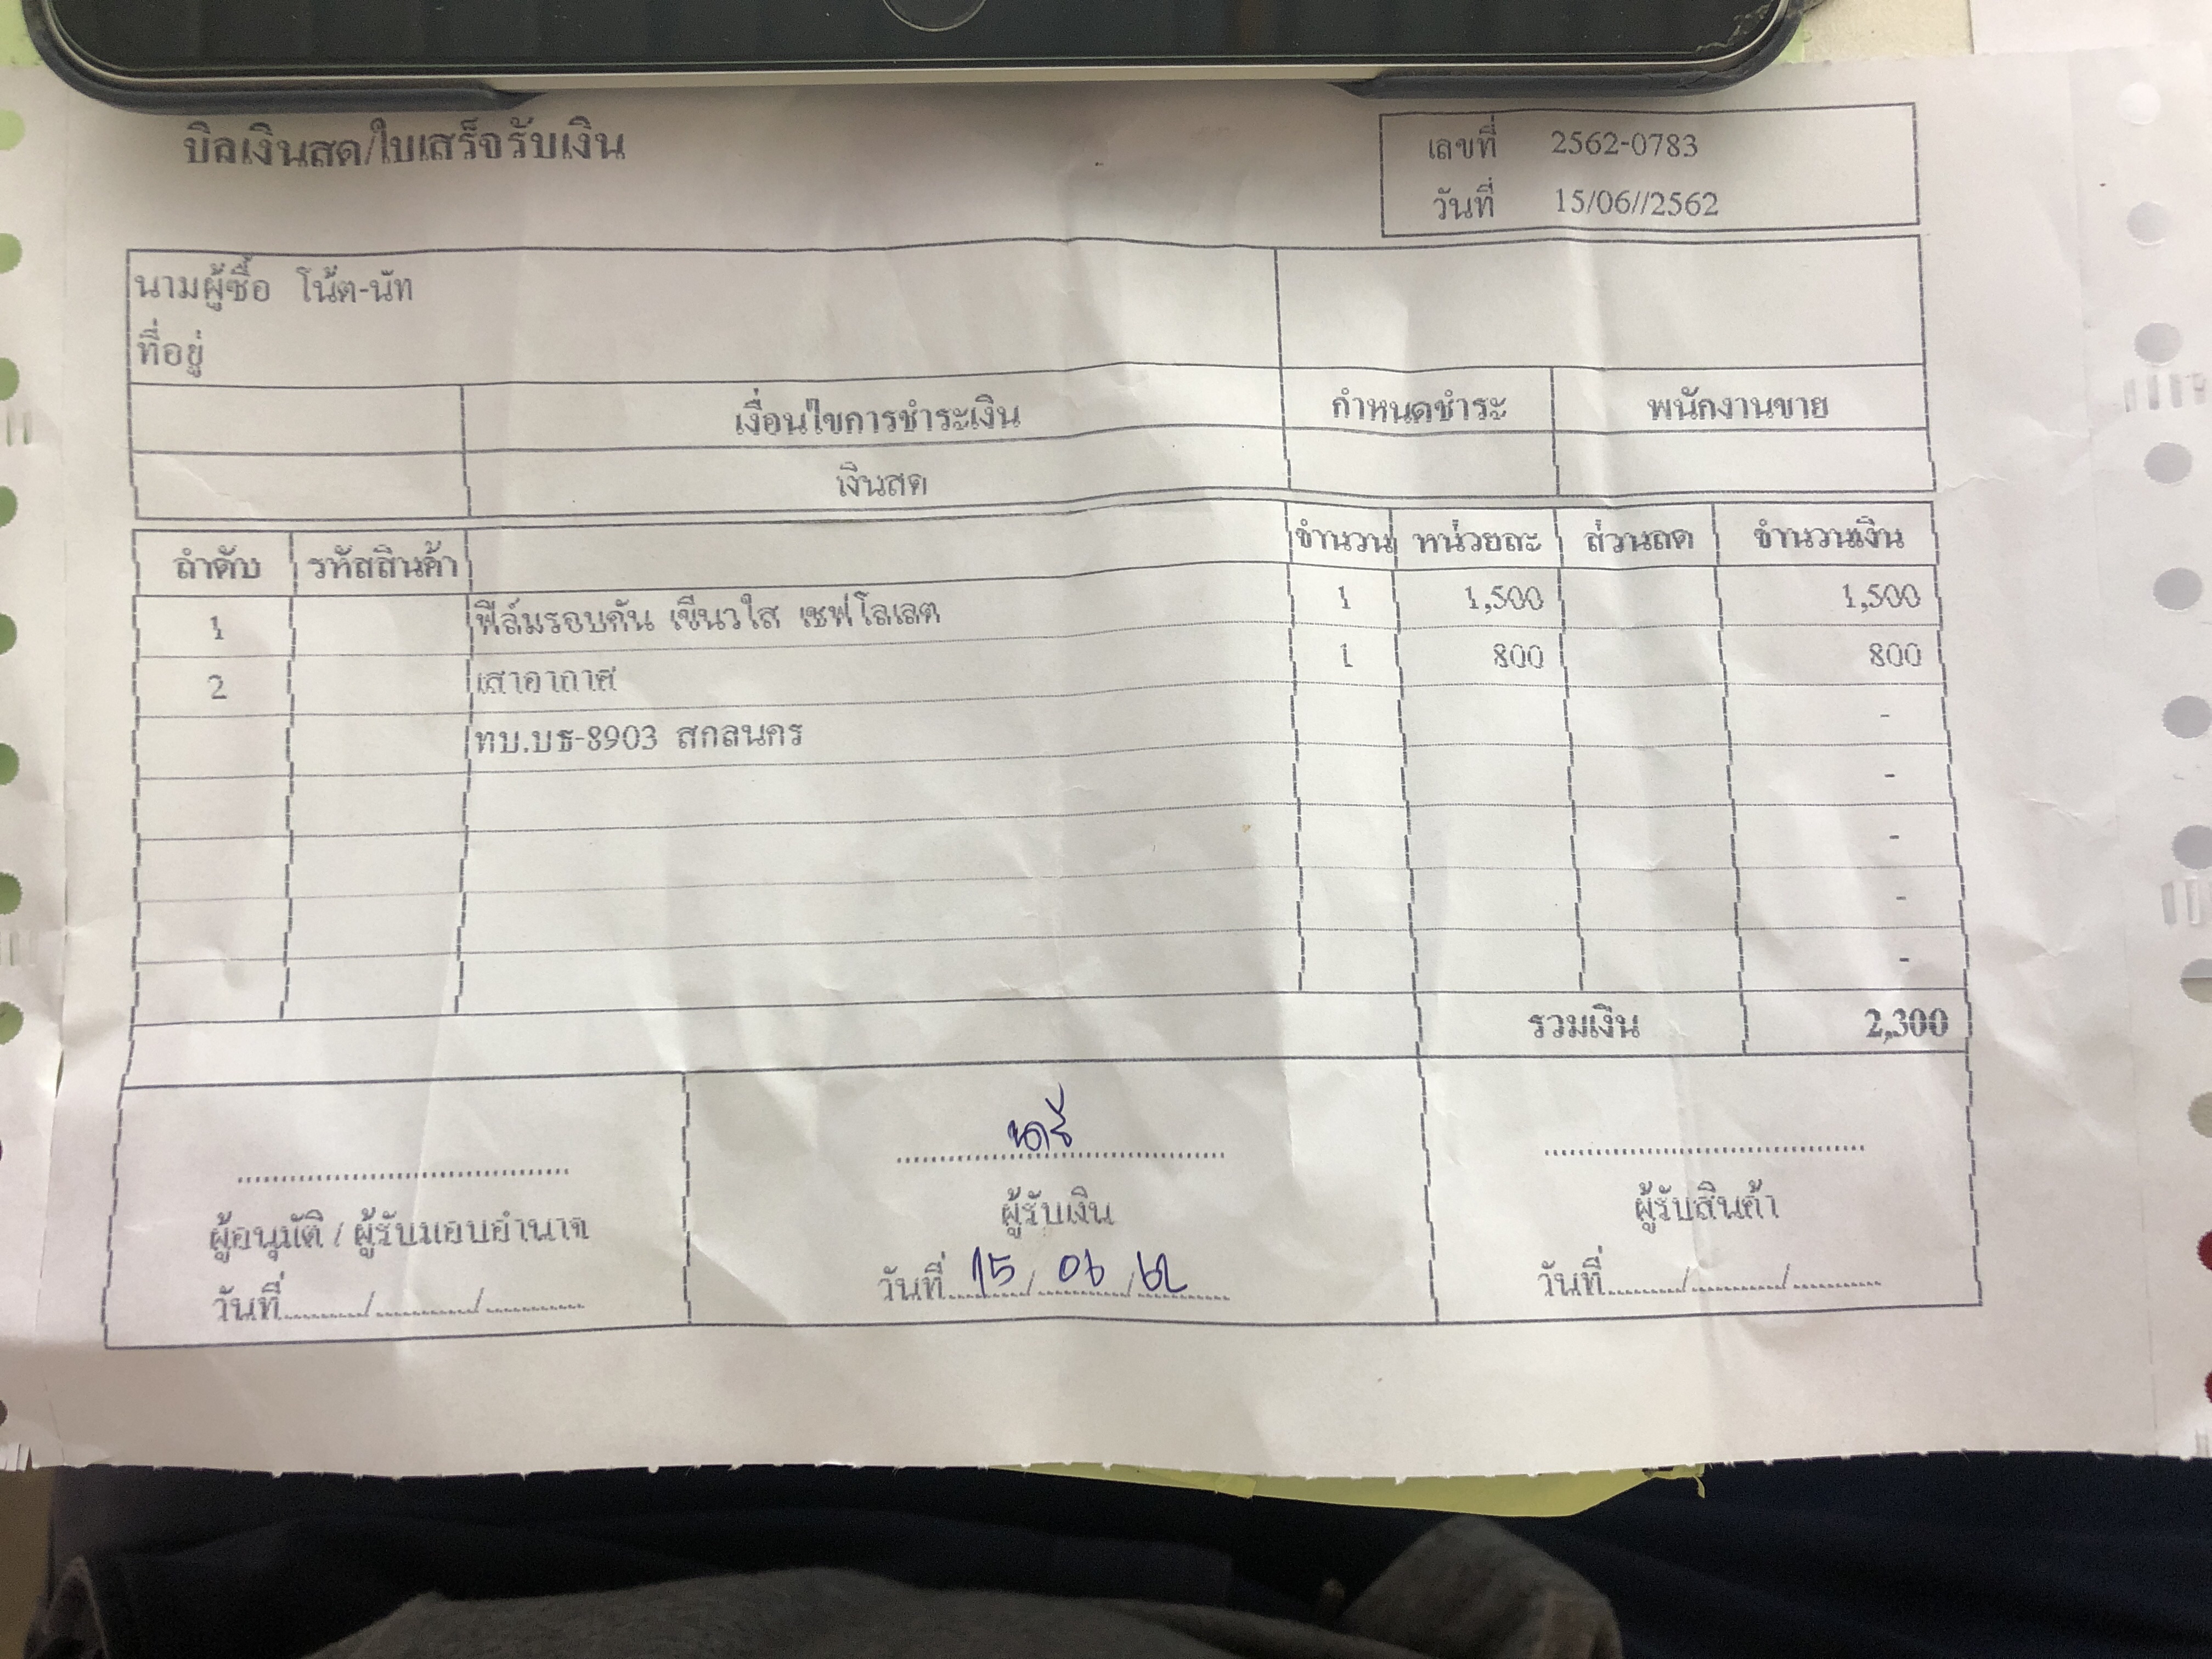 บิลเงินสด/ใบเสร็จรับเงิน
เลขที่ 2562-0783
วันที่ 15/06//2562
นามผู้ซื้อ โน้ต-นัท
ที่อยู่
เงื่อนไขการชำระเงิน กำหนดชำระ พนักงานขาย
เงินสด
ลำดับ รหัสสินค้า จำนวน หน่วยละ ส่วนลด จำนวนเงิน
1 ฟีล์มรอบคัน เขียวใส เชฟโลเลต 1 1,500 1,500
2 เสาอากาศ 1 800 800
ทบ.บธ-8903 สกลนคร -
-
-
-
-
รวมเงิน 2,300
ผู้อนุมัติ / ผู้รับมอบอำนาจ ผู้รับเงิน ผู้รับสินค้า
วันที่......../........../.......... วันที่ 15 / 06 / 62 วันที่......../........../..........